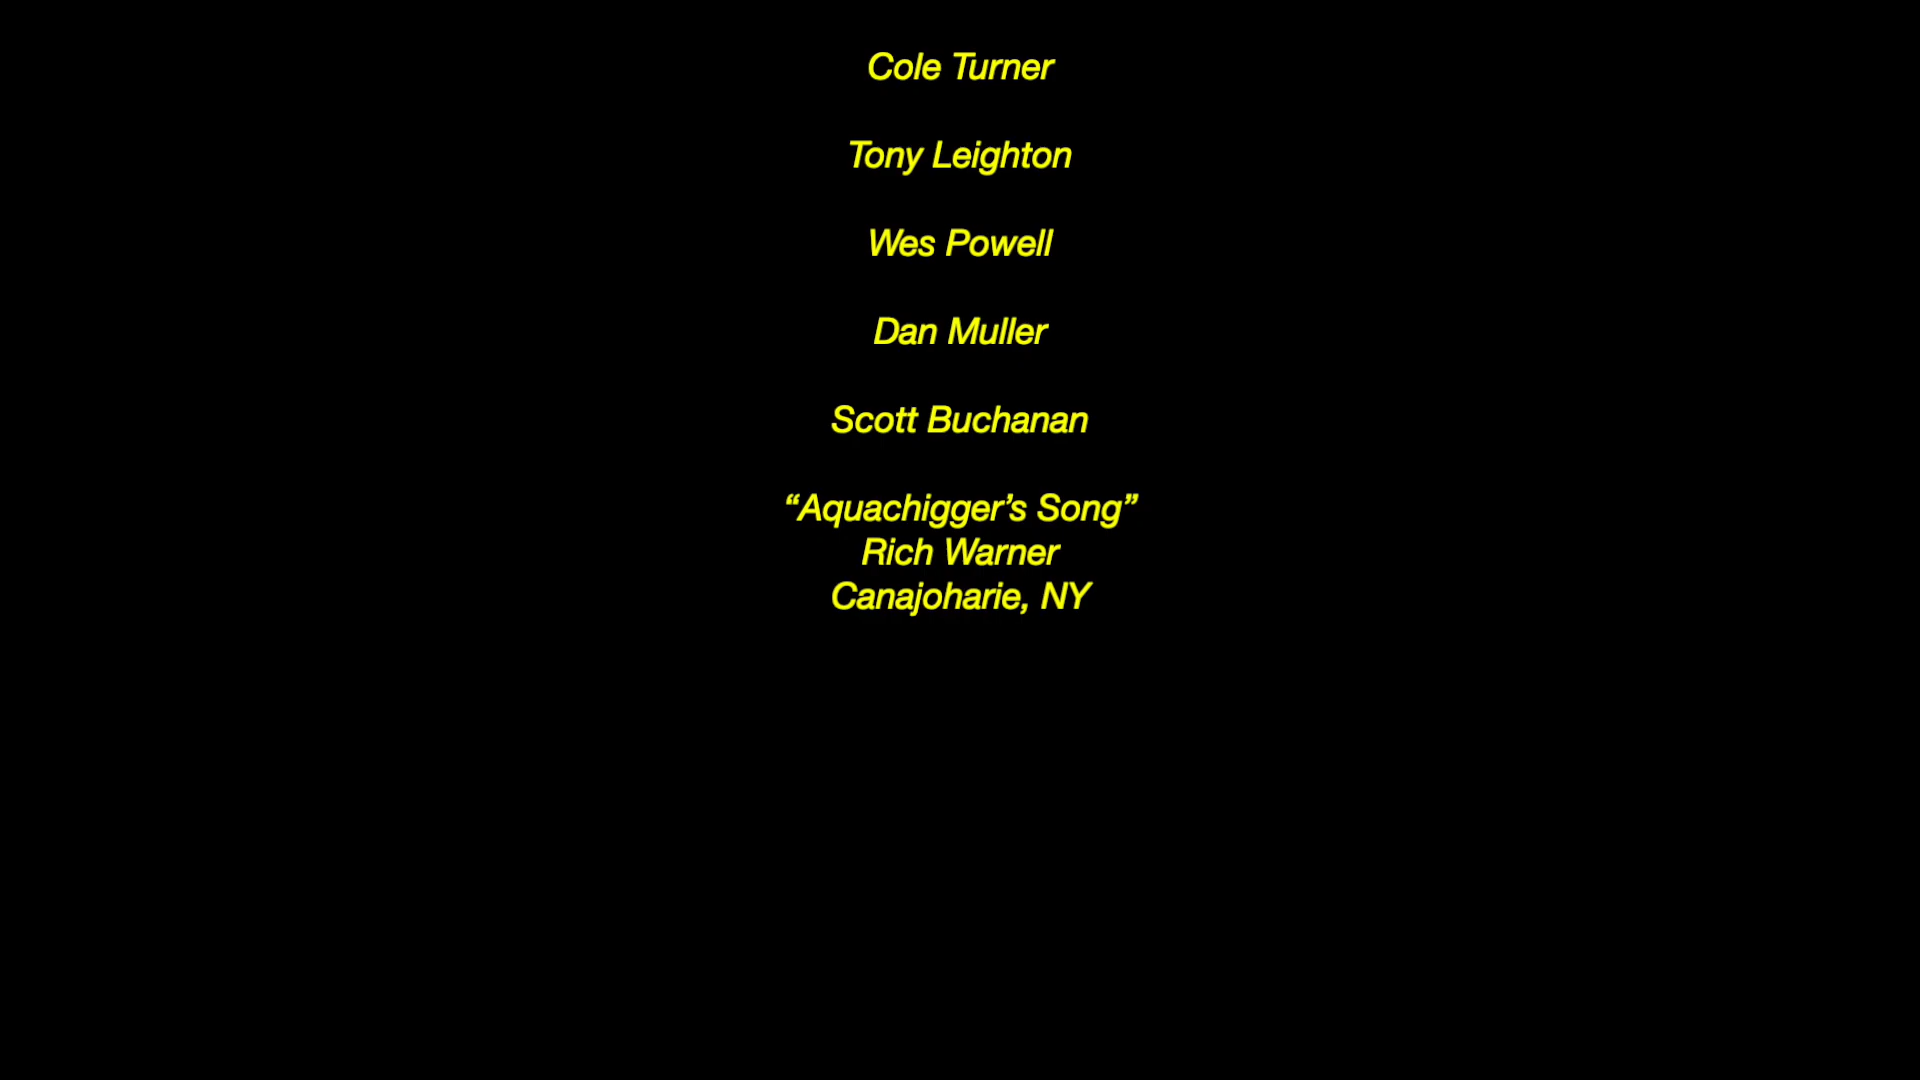 Cole Turner
Tony Leighton
Wes Powell
Dan Muller
Scott Buchanan
“Aquachigger’s Song”
Rich Warner
Canajoharie, NY